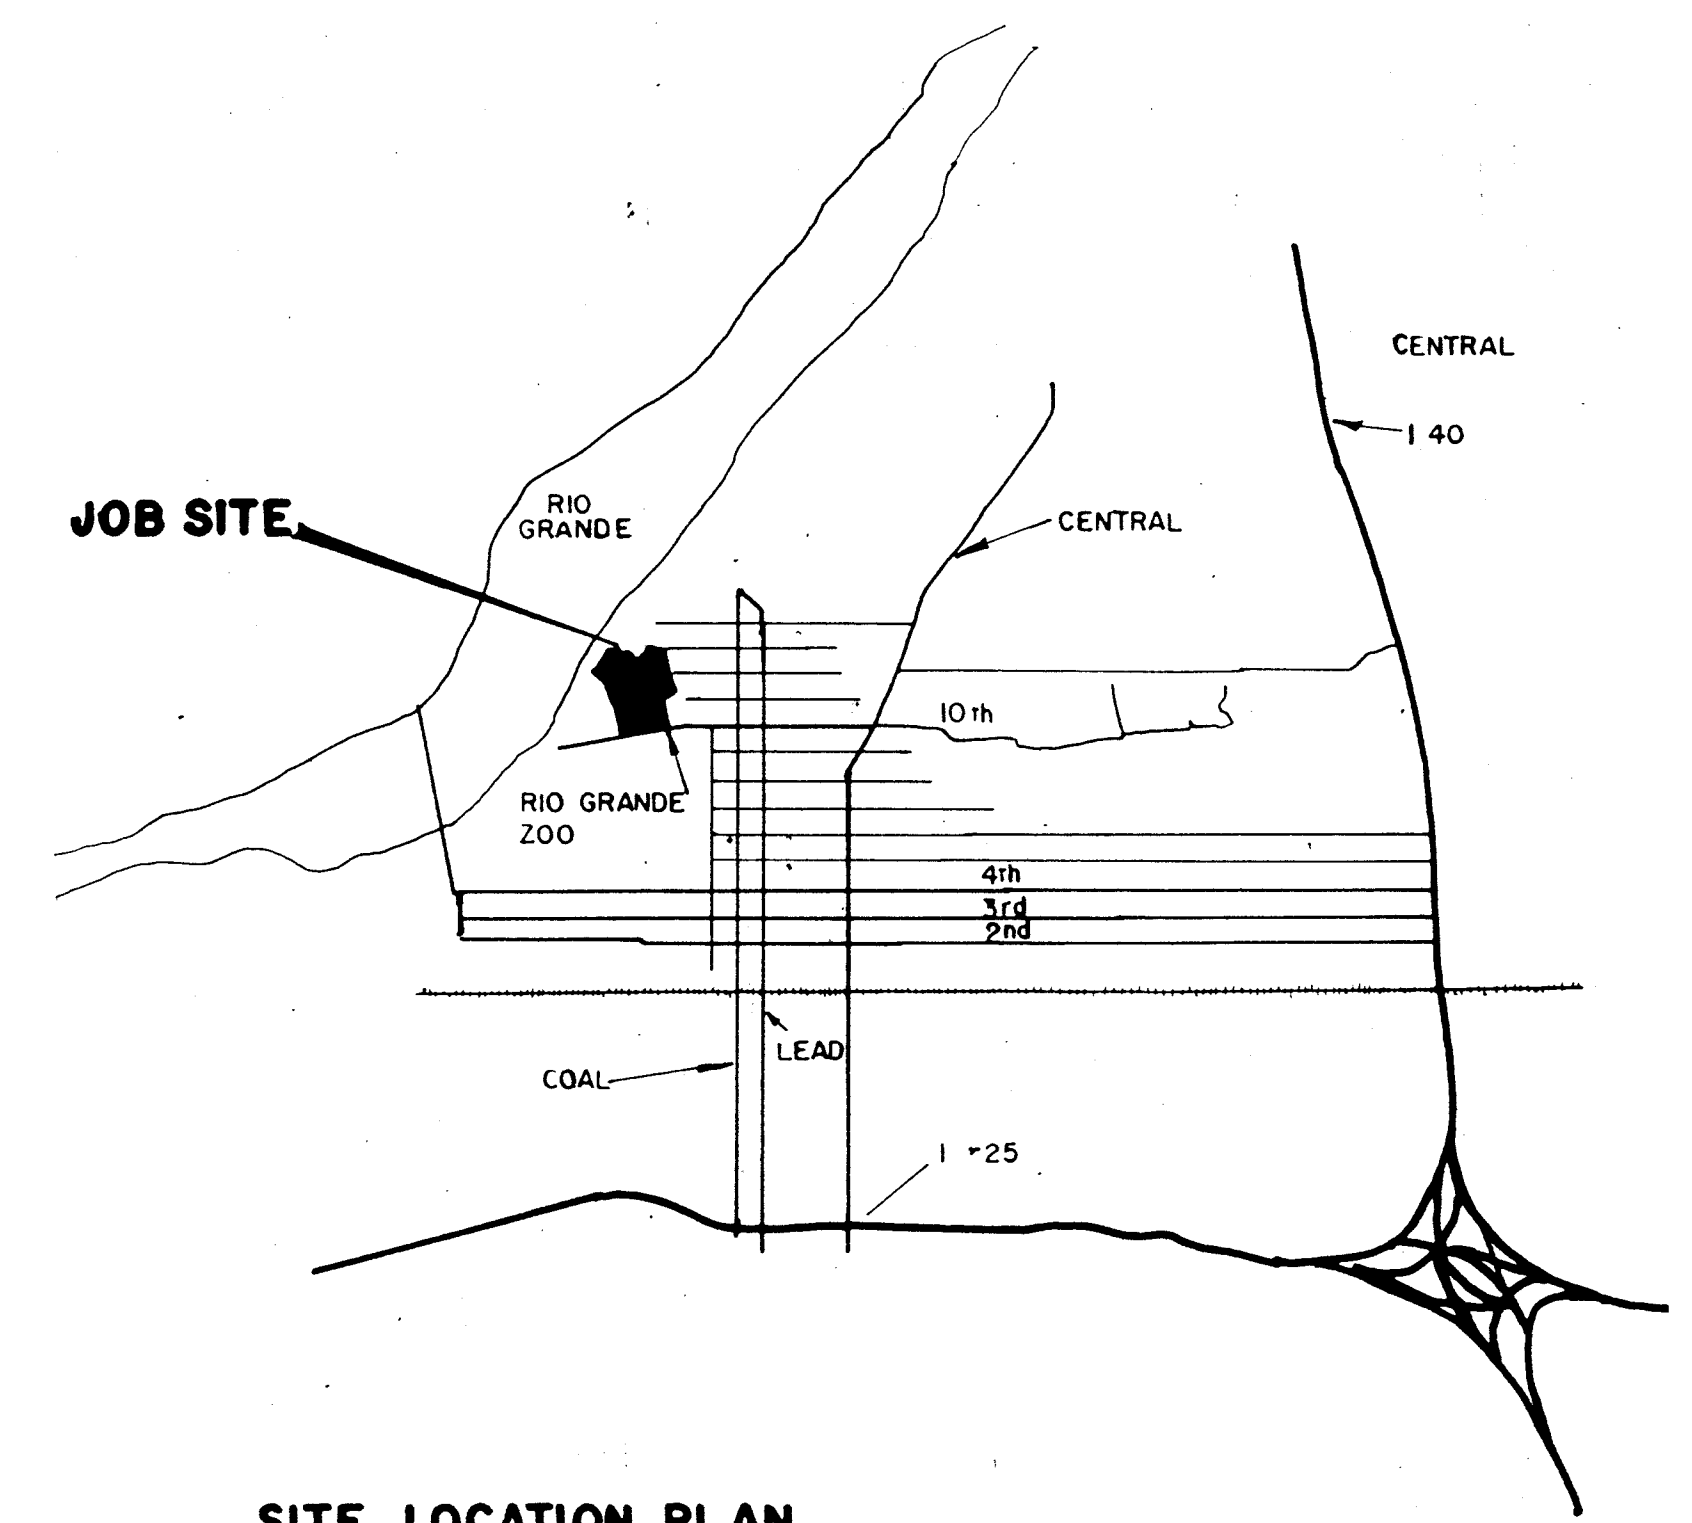 CENTRAL
I 40
RIO
GRANDE
JOB SITE
CENTRAL
10th
RIO GRANDE
ZOO
4th
3rd
2nd
LEAD
COAL
I-25
SITE LOCATION PLAN